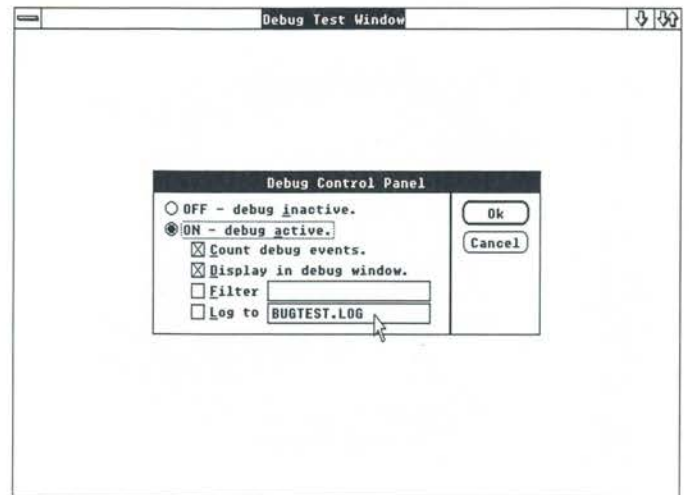 Debug Test Window
Debug Control Panel
OFF - debug inactive.
ON - debug active.
Count debug events.
Display in debug window.
Filter
Log to BUGTEST.LOG
Ok
Cancel